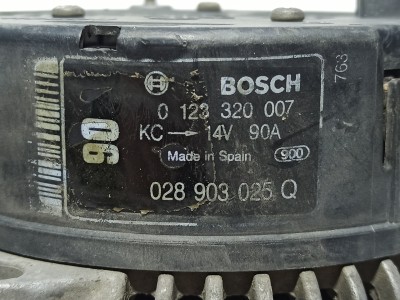 BOSCH
0 123 320 007
KC → 14V 90A
Made in Spain 900
028 903 025 Q
90
763